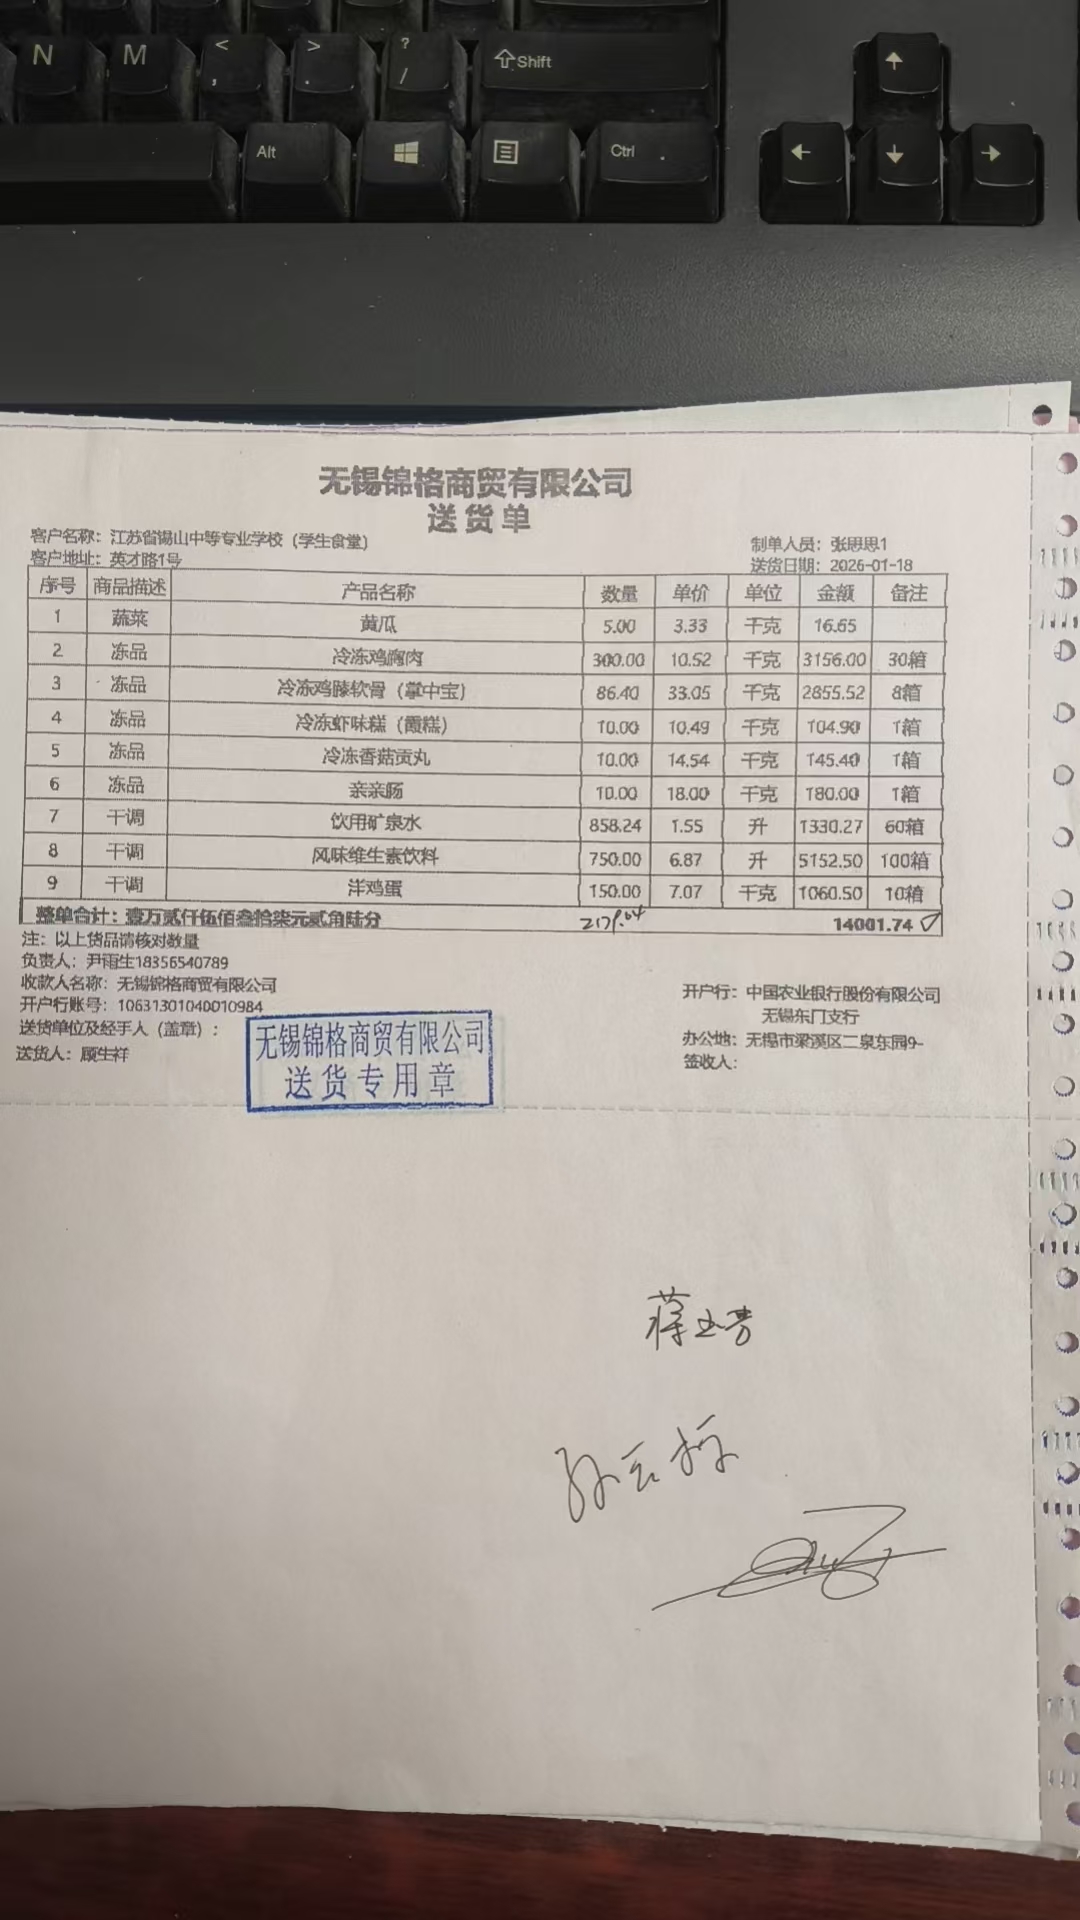 N M < , > . ? / Shift
Alt Ctrl
无锡锦格商贸有限公司
送货单
客户名称：江苏省锡山中等专业学校（学生食堂）
制单人员：张思思1
客户地址：英才路1号
送货日期：2026-01-18
序号 商品描述 产品名称 数量 单价 单位 金额 备注
1 蔬菜 黄瓜 5.00 3.33 千克 16.65
2 冻品 冷冻鸡胸肉 300.00 10.52 千克 3156.00 30箱
3 冻品 冷冻鸡膝软骨（掌中宝） 86.40 33.05 千克 2855.52 8箱
4 冻品 冷冻虾味糕（霞糕） 10.00 10.49 千克 104.90 1箱
5 冻品 冷冻香菇贡丸 10.00 14.54 千克 145.40 1箱
6 冻品 亲亲肠 10.00 18.00 千克 180.00 1箱
7 干调 饮用矿泉水 858.24 1.55 升 1330.27 60箱
8 干调 风味维生素饮料 750.00 6.87 升 5152.50 100箱
9 干调 洋鸡蛋 150.00 7.07 千克 1060.50 10箱
整单合计：壹万贰仟伍佰叁拾柒元贰角陆分 2179.64 14001.74
注：以上货品请核对数量
负责人：尹雨生18356540789
收款人名称：无锡锦格商贸有限公司
开户行：中国农业银行股份有限公司
无锡东门支行
开户行账号：10631301040010984
送货单位及经手人（盖章）：
办公地：无锡市梁溪区二泉东园9-
送货人：顾生祥
签收人：
无锡锦格商贸有限公司
送货专用章